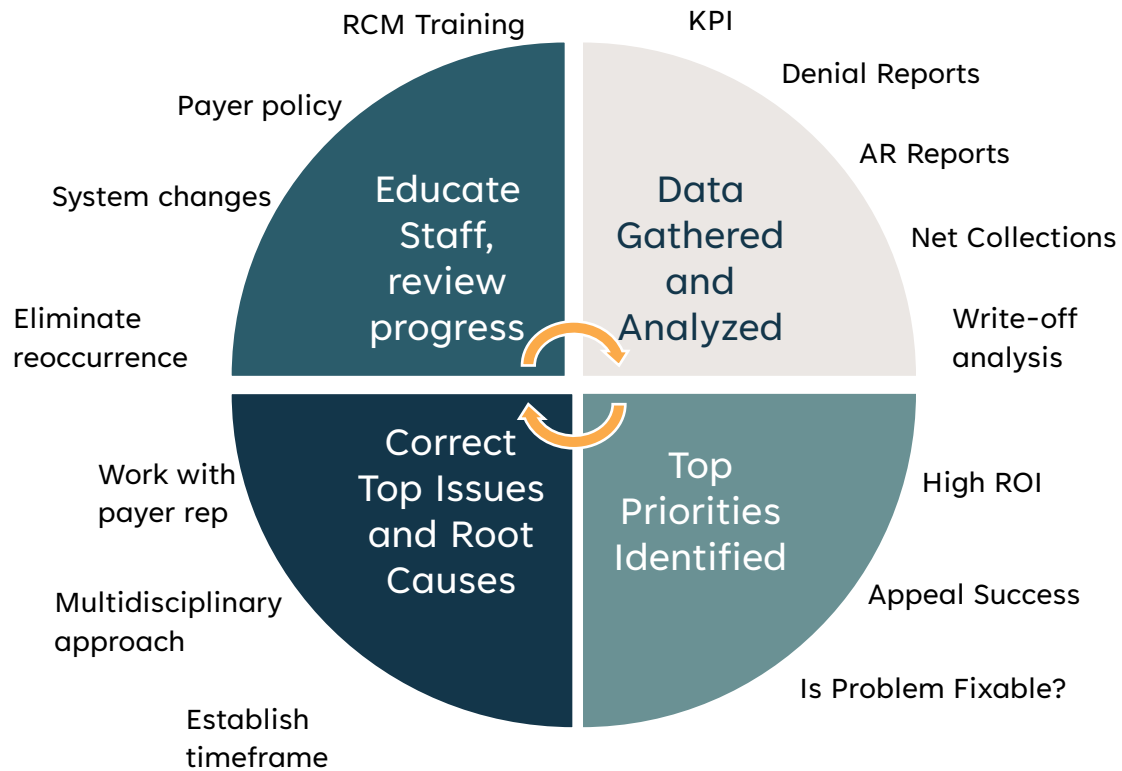 RCM Training
KPI
Payer policy
Denial Reports
System changes
AR Reports
Educate
Staff,
review
progress
Data
Gathered
and
Analyzed
Net Collections
Eliminate
reoccurrence
Write-off
analysis
Correct
Top Issues
and Root
Causes
Top
Priorities
Identified
Work with
payer rep
High ROI
Multidisciplinary
approach
Appeal Success
Establish
timeframe
Is Problem Fixable?